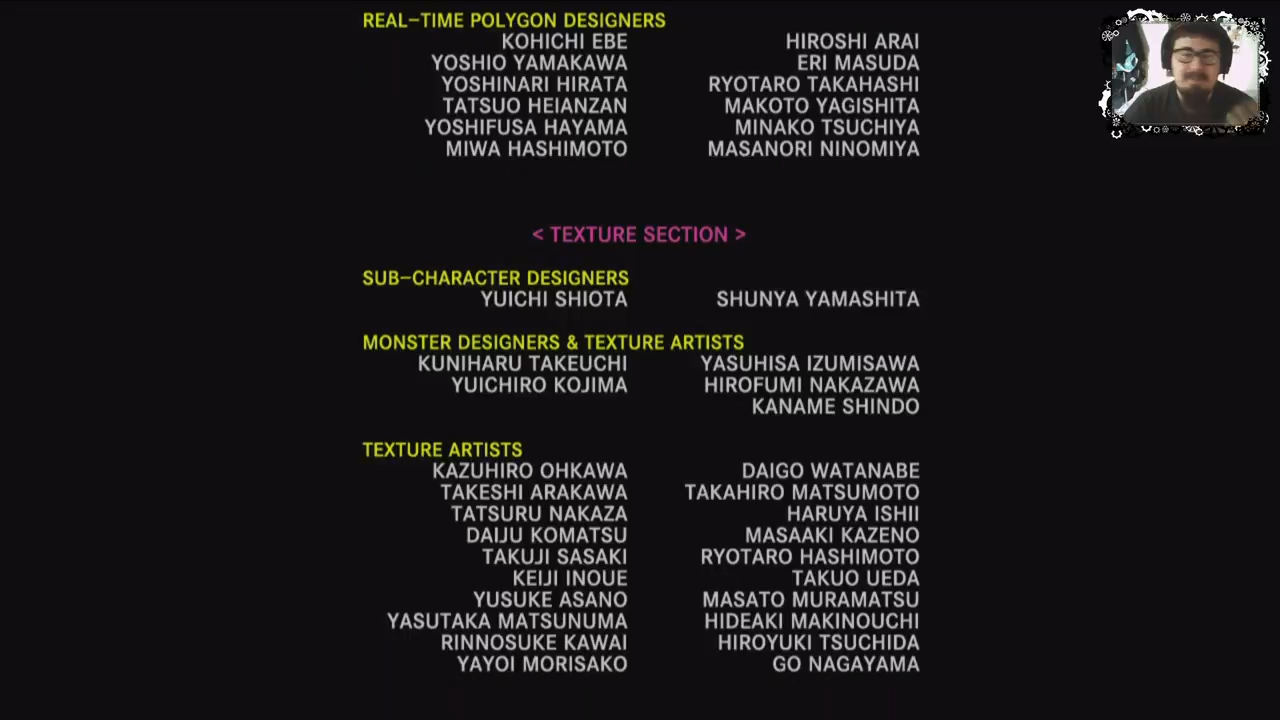 REAL-TIME POLYGON DESIGNERS
KOHICHI EBE HIROSHI ARAI
YOSHIO YAMAKAWA ERI MASUDA
YOSHINARI HIRATA RYOTARO TAKAHASHI
TATSUO HEIANZAN MAKOTO YAGISHITA
YOSHIFUSA HAYAMA MINAKO TSUCHIYA
MIWA HASHIMOTO MASANORI NINOMIYA
< TEXTURE SECTION >
SUB-CHARACTER DESIGNERS
YUICHI SHIOTA SHUNYA YAMASHITA
MONSTER DESIGNERS & TEXTURE ARTISTS
KUNIHARU TAKEUCHI YASUHISA IZUMISAWA
YUICHIRO KOJIMA HIROFUMI NAKAZAWA
KANAME SHINDO
TEXTURE ARTISTS
KAZUHIRO OHKAWA DAIGO WATANABE
TAKESHI ARAKAWA TAKAHIRO MATSUMOTO
TATSURU NAKAZA HARUYA ISHII
DAIJU KOMATSU MASAAKI KAZENO
TAKUJI SASAKI RYOTARO HASHIMOTO
KEIJI INOUE TAKUO UEDA
YUSUKE ASANO MASATO MURAMATSU
YASUTAKA MATSUNUMA HIDEAKI MAKINOUCHI
RINNOSUKE KAWAI HIROYUKI TSUCHIDA
YAYOI MORISAKO GO NAGAYAMA